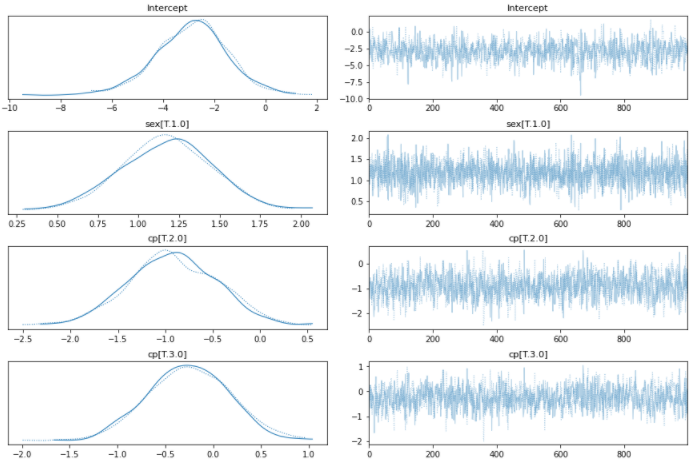 Intercept
Intercept
0.0
−2.5
−5.0
−7.5
−10.0
−10 −8 −6 −4 −2 0 2
0 200 400 600 800
sex[T.1.0]
sex[T.1.0]
2.0
1.5
1.0
0.5
0.25 0.50 0.75 1.00 1.25 1.50 1.75 2.00
0 200 400 600 800
cp[T.2.0]
cp[T.2.0]
0
−1
−2
−2.5 −2.0 −1.5 −1.0 −0.5 0.0 0.5
0 200 400 600 800
cp[T.3.0]
cp[T.3.0]
1
0
−1
−2
−2.0 −1.5 −1.0 −0.5 0.0 0.5 1.0
0 200 400 600 800